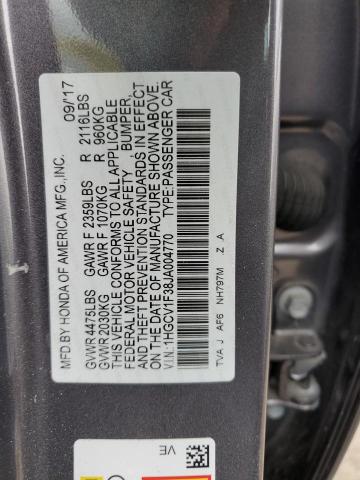 MFD BY HONDA OF AMERICA MFG.,INC. 09/'17
GVWR 4475LBS GAWR F 2359LBS R 2116LBS
GVWR 2030KG GAWR F 1070KG R 960KG
THIS VEHICLE CONFORMS TO ALL APPLICABLE
FEDERAL MOTOR VEHICLE SAFETY, BUMPER,
AND THEFT PREVENTION STANDARDS IN EFFECT
ON THE DATE OF MANUFACTURE SHOWN ABOVE.
V.I.N.:1HGCV1F38JA004770 TYPE:PASSENGER CAR
TVA J AF6 NH797M Z A
VE